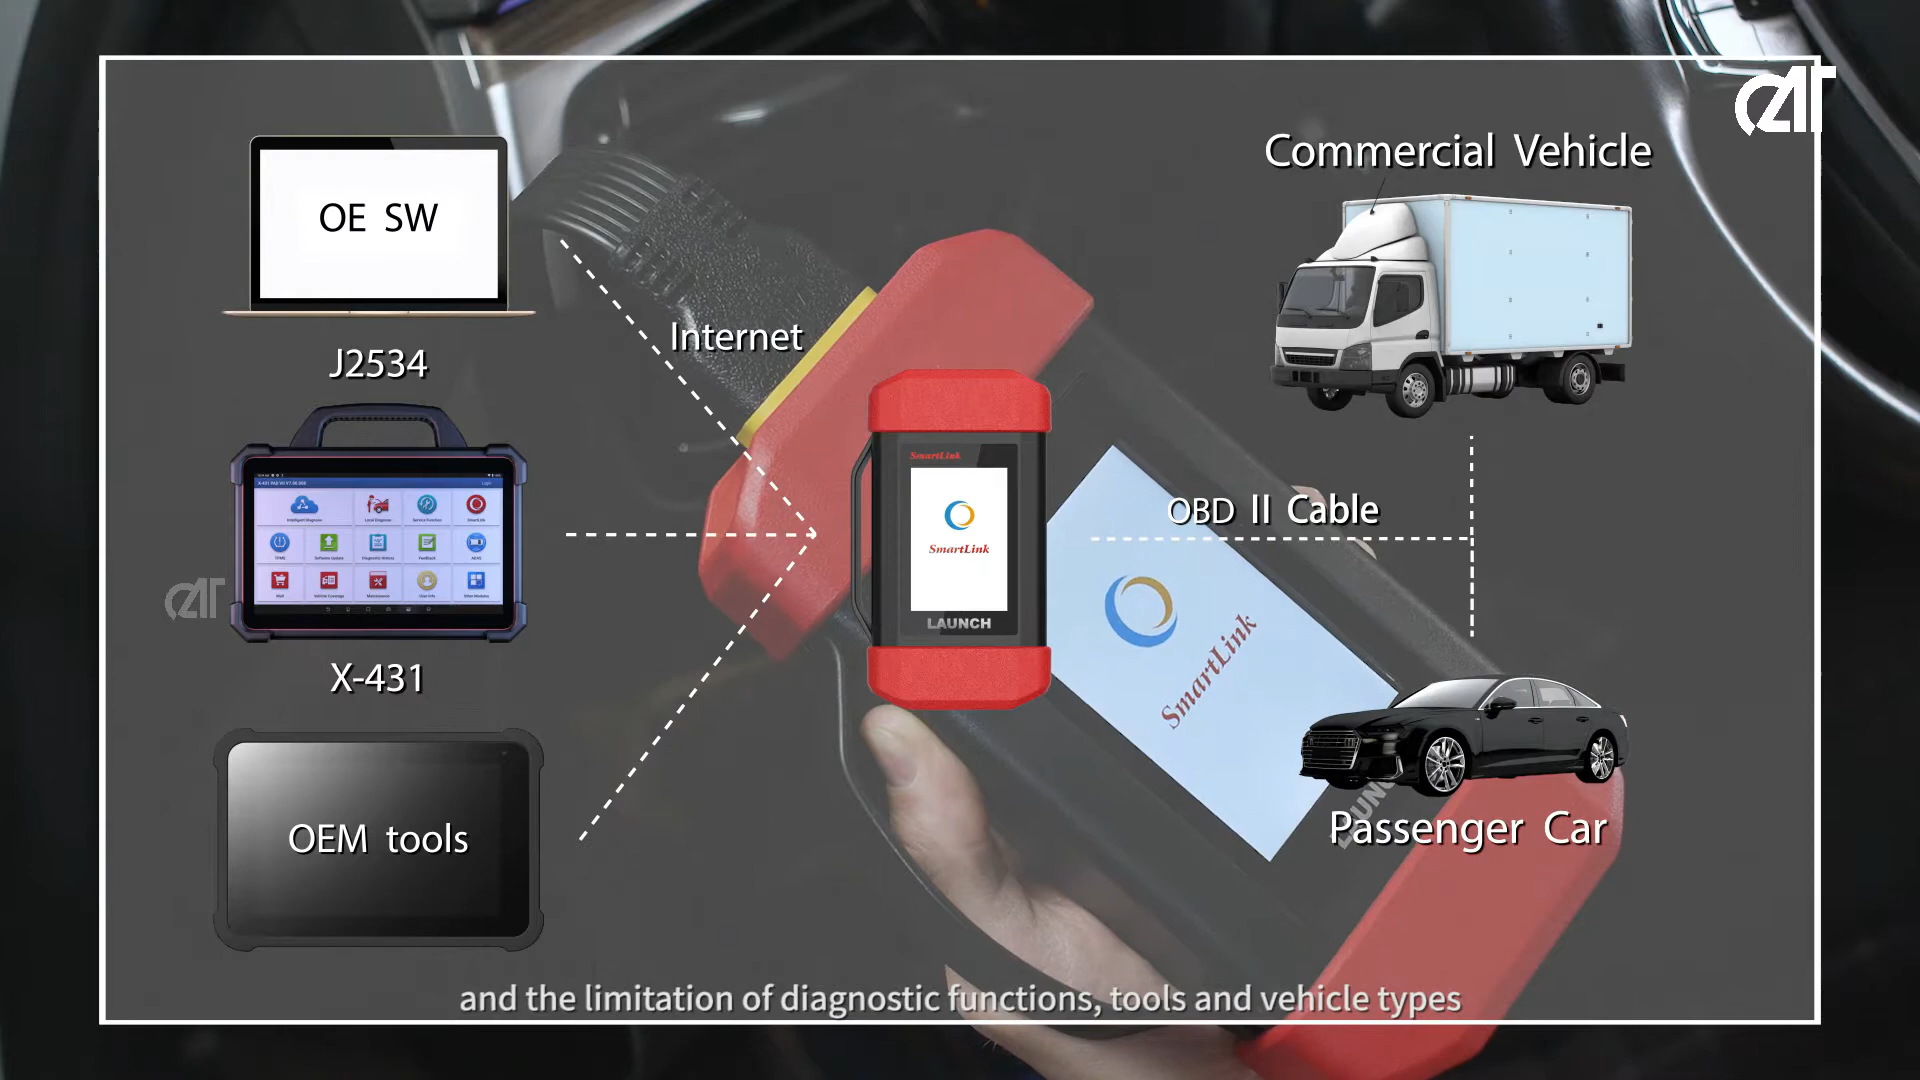 Commercial Vehicle
OE SW
J2534
Internet
SmartLink
SmartLink
LAUNCH
OBD II Cable
X-431
SmartLink
OEM tools
Passenger Car
and the limitation of diagnostic functions, tools and vehicle types